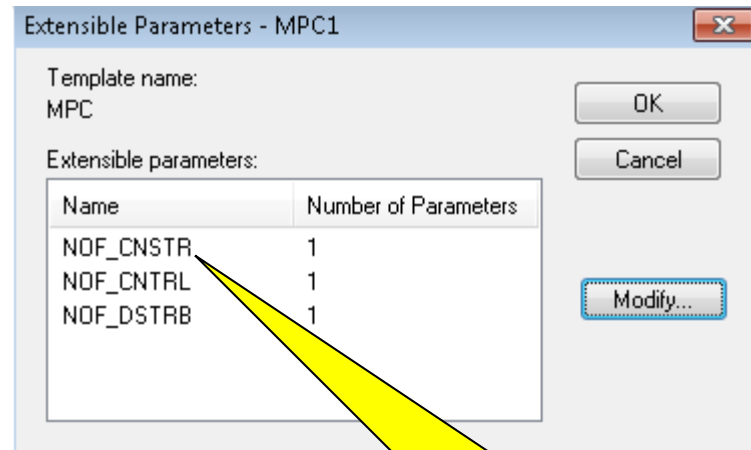 Extensible Parameters - MPC1
Template name:
MPC
OK
Extensible parameters:
Cancel
Name Number of Parameters
NOF_CNSTR 1
NOF_CNTRL 1
NOF_DSTRB 1
Modify...